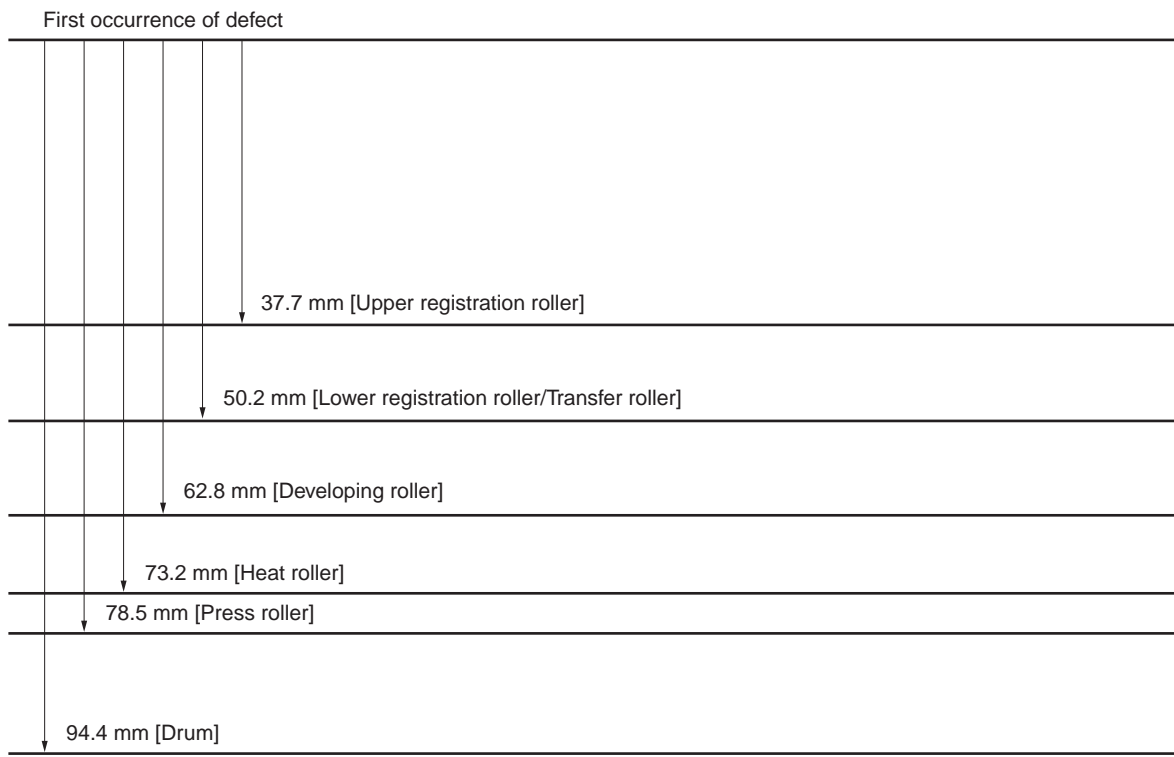 First occurrence of defect
37.7 mm [Upper registration roller]
50.2 mm [Lower registration roller/Transfer roller]
62.8 mm [Developing roller]
73.2 mm [Heat roller]
78.5 mm [Press roller]
94.4 mm [Drum]